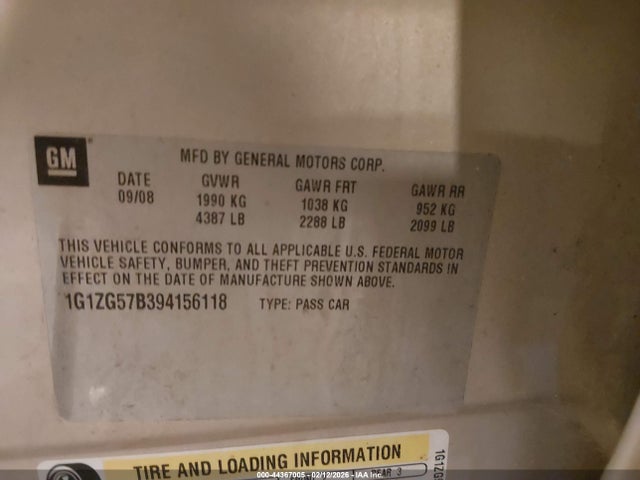 GM
MFD BY GENERAL MOTORS CORP.
DATE GVWR GAWR FRT GAWR RR
09/08 1990 KG 1038 KG 952 KG
4387 LB 2288 LB 2099 LB
THIS VEHICLE CONFORMS TO ALL APPLICABLE U.S. FEDERAL MOTOR
VEHICLE SAFETY, BUMPER, AND THEFT PREVENTION STANDARDS IN
EFFECT ON THE DATE OF MANUFACTURE SHOWN ABOVE.
1G1ZG57B394156118 TYPE: PASS CAR
TIRE AND LOADING INFORMATION
REAR 3
1G1ZG
000-44367005 - 02/12/2026 - IAA Inc.